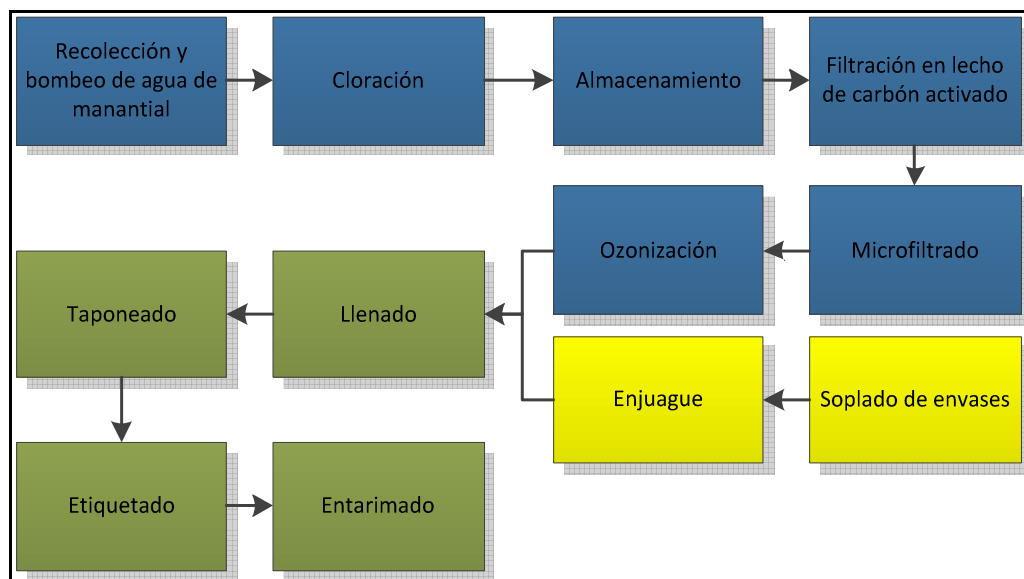 Recolección y
bombeo de agua de
manantial
Cloración
Almacenamiento
Filtración en lecho
de carbón activado
Microfiltrado
Ozonización
Soplado de envases
Enjuague
Llenado
Taponeado
Etiquetado
Entarimado